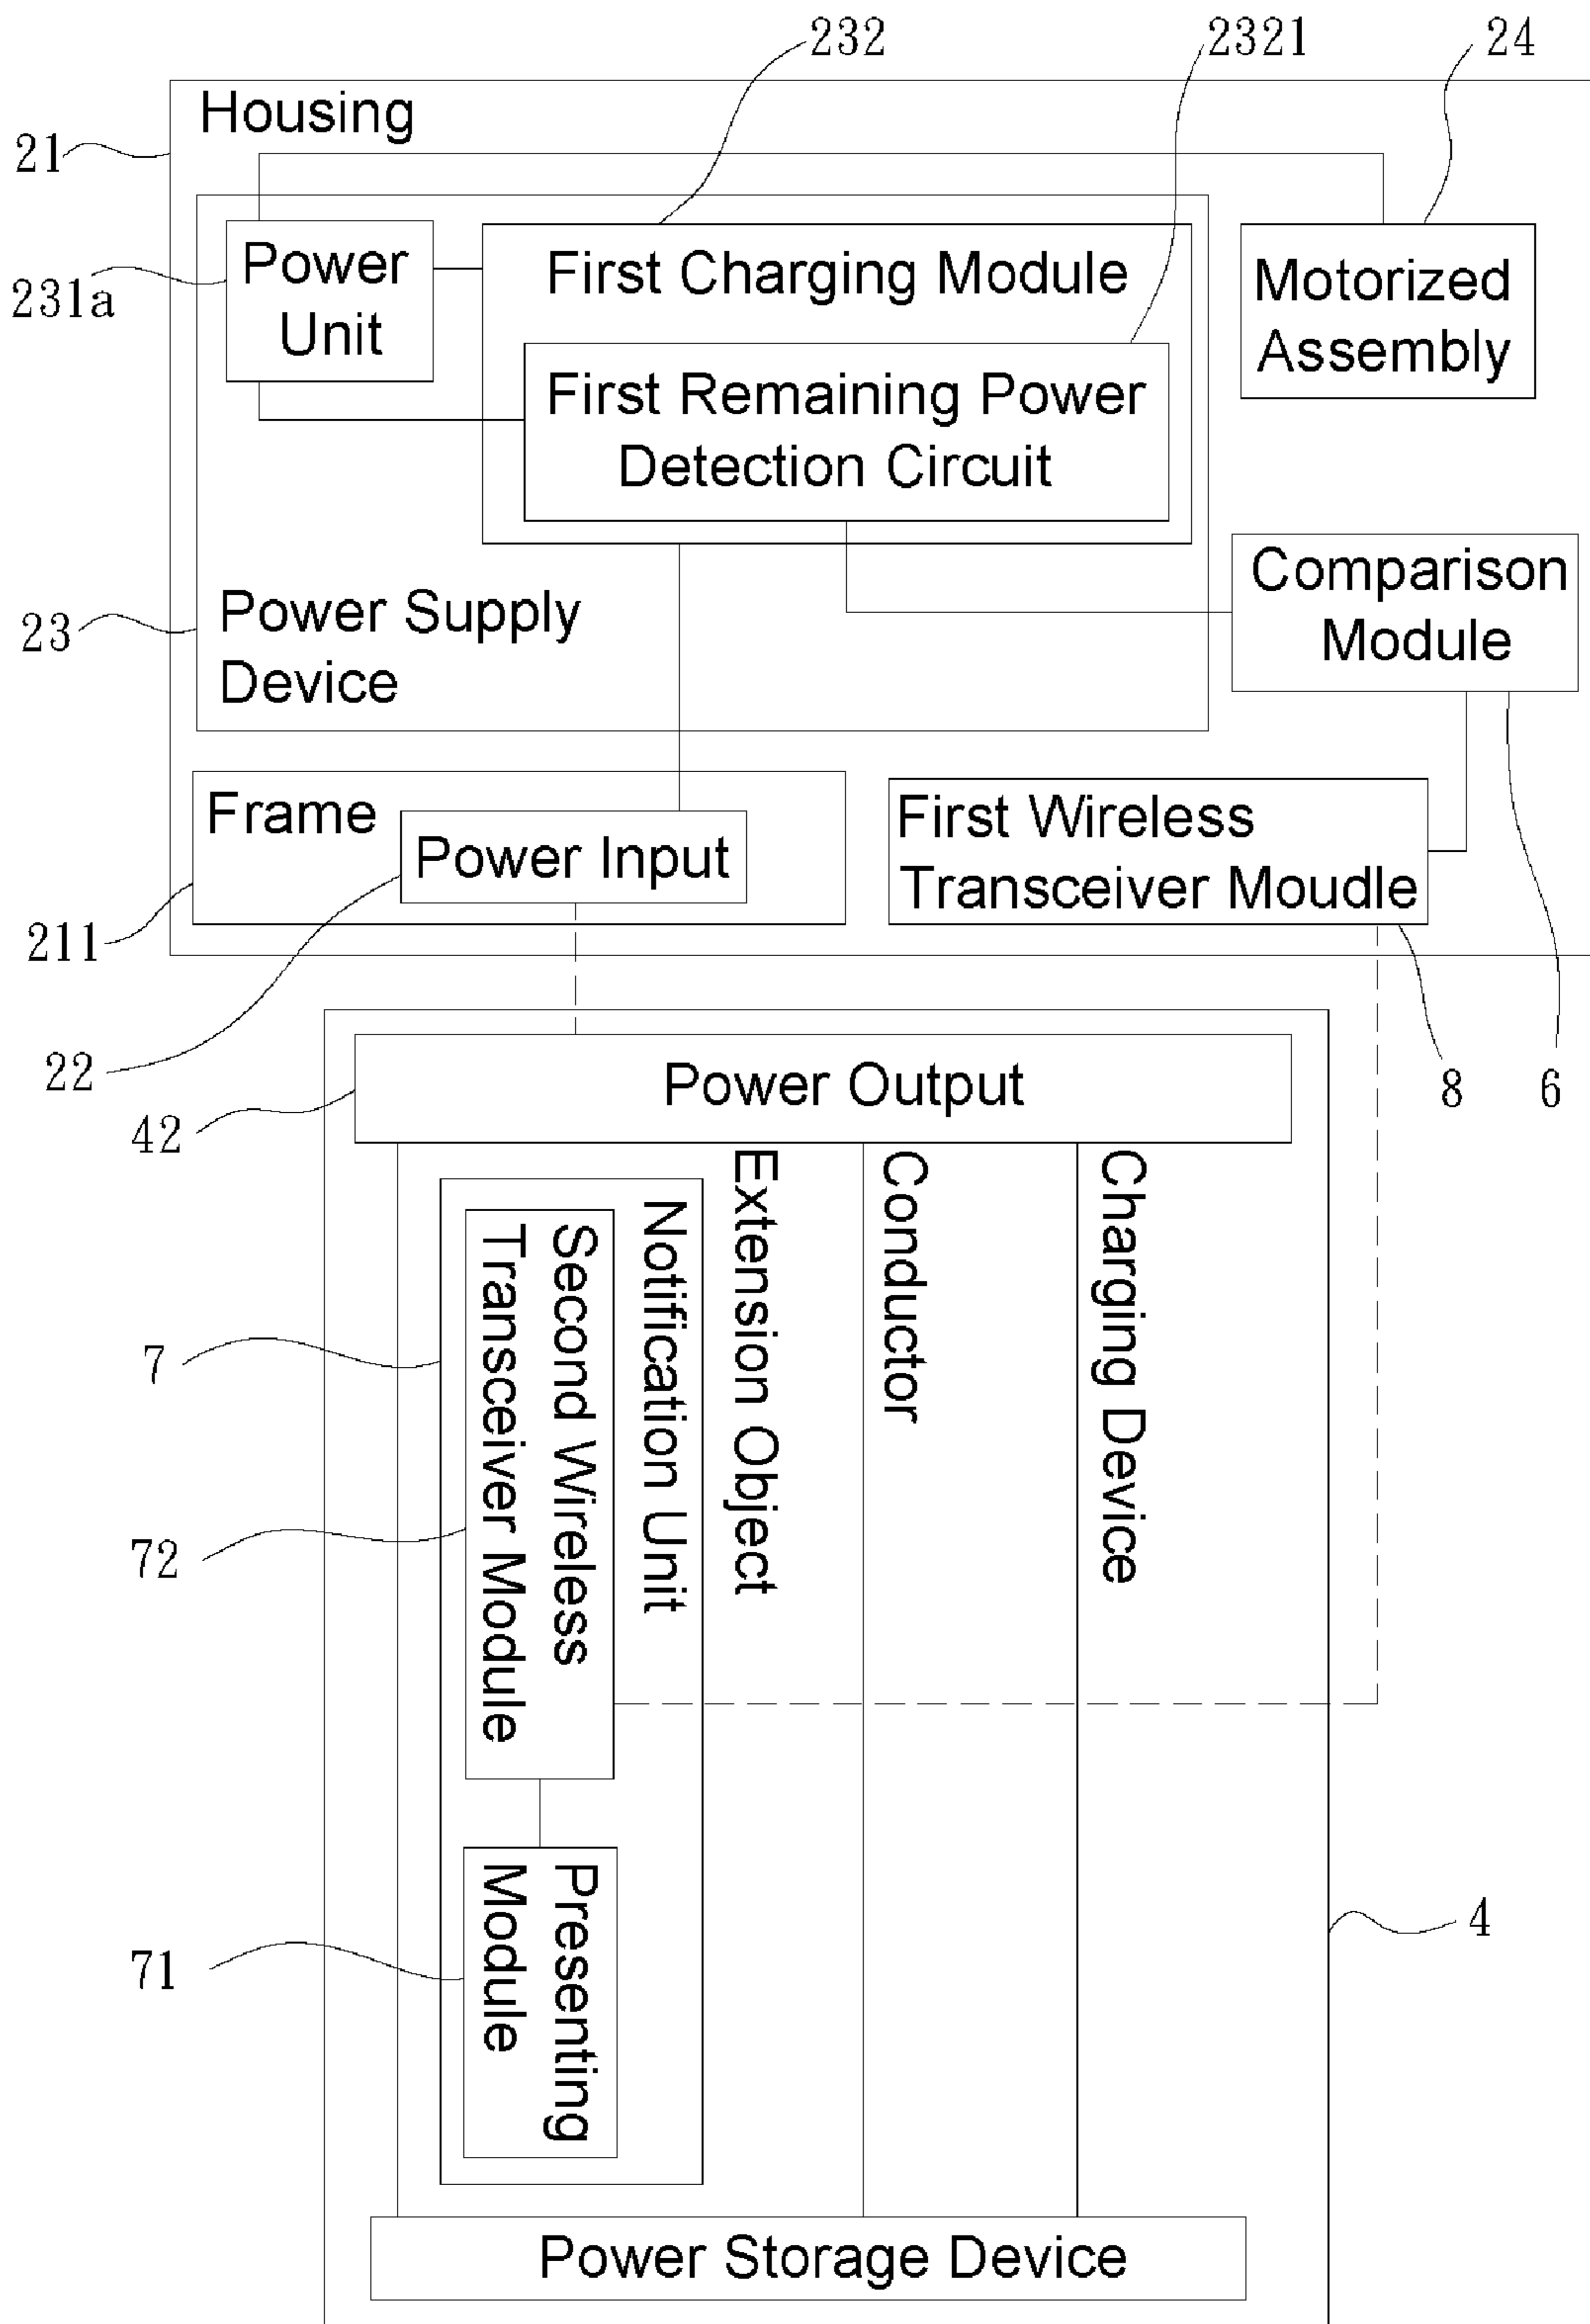 232
2321
24
Housing
21
Power
Unit
231a
First Charging Module
Motorized
Assembly
First Remaining Power
Detection Circuit
Comparison
Module
23
Power Supply
Device
Frame
Power Input
First Wireless
Transceiver Moudle
211
22
8
6
Power Output
42
Charging Device
Conductor
Extension Object
Notification Unit
Second Wireless
Transceiver Module
7
72
Presenting
Module
71
4
Power Storage Device